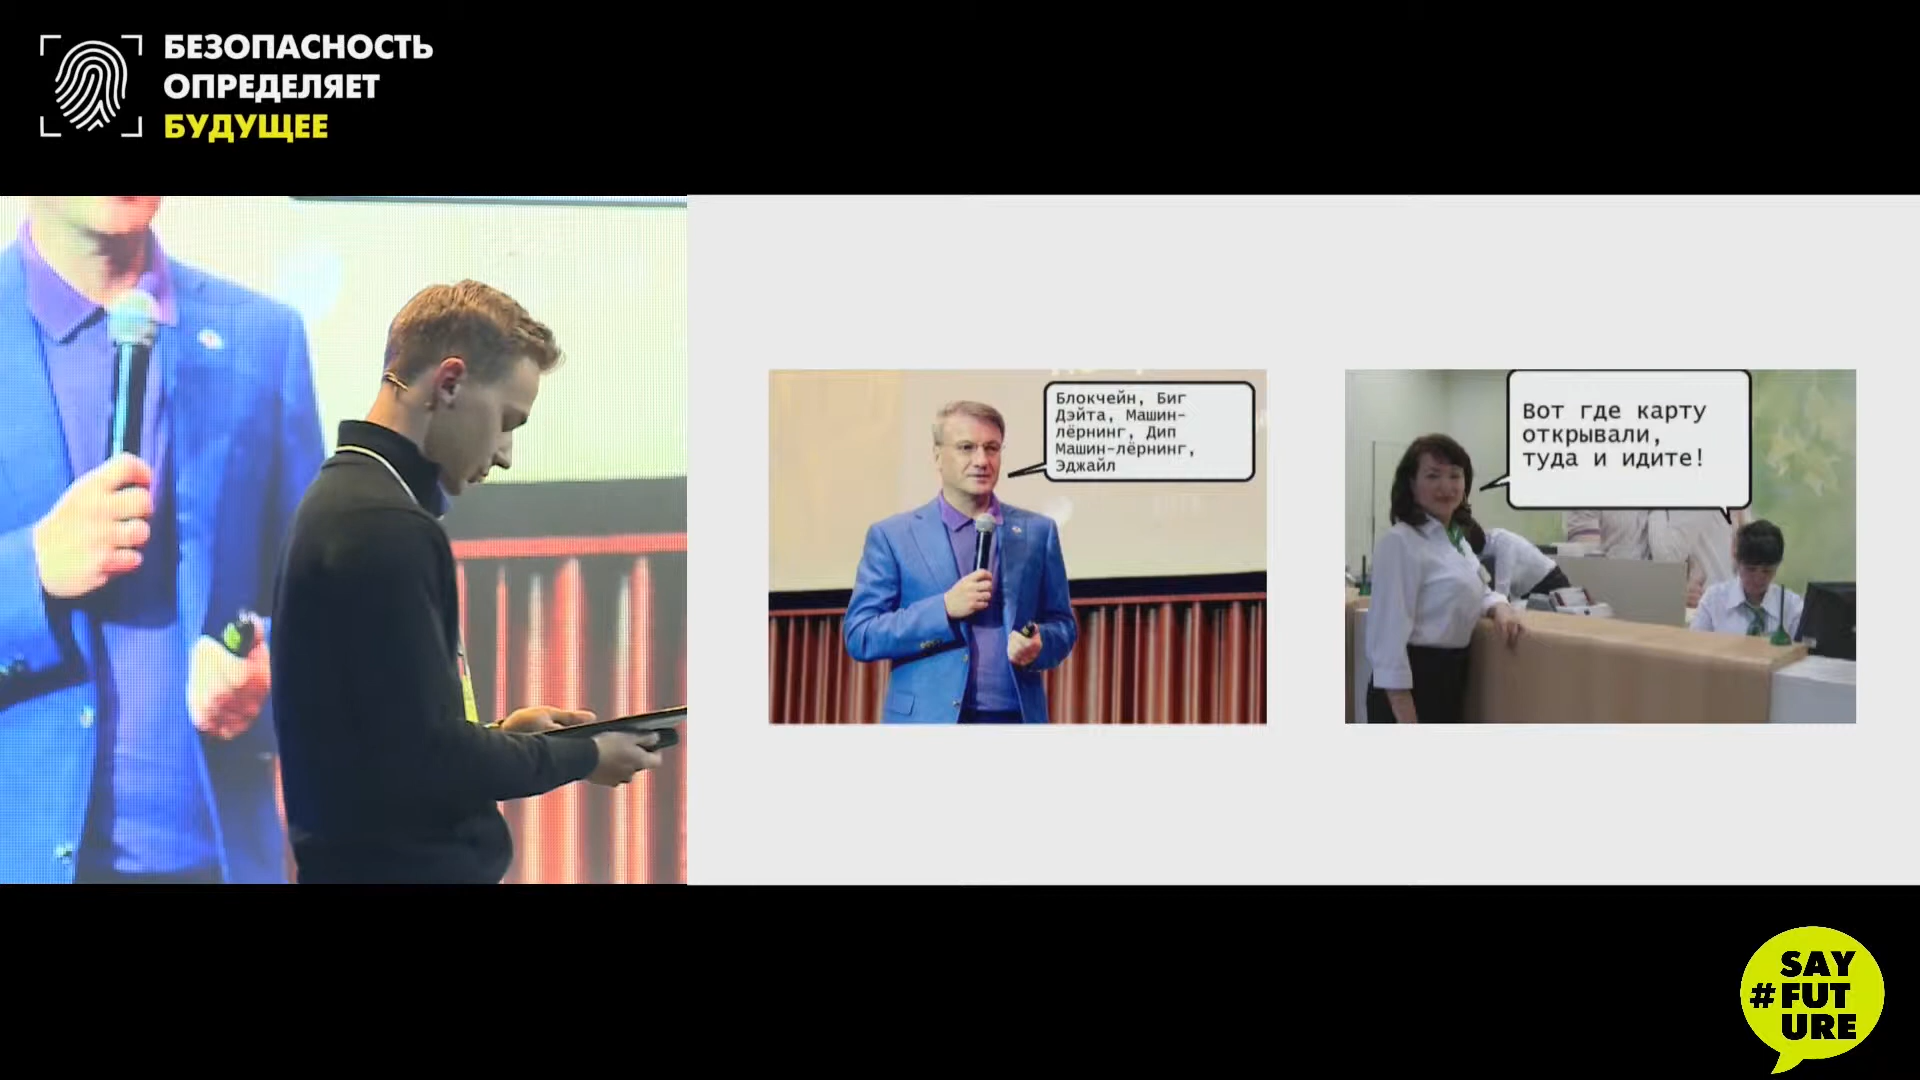 БЕЗОПАСНОСТЬ
ОПРЕДЕЛЯЕТ
БУДУЩЕЕ
Блокчейн, Биг
Дэйта, Машин-
лёрнинг, Дип
Машин-лёрнинг,
Эджайл
Вот где карту
открывали,
туда и идите!
SAY
#FUT
URE